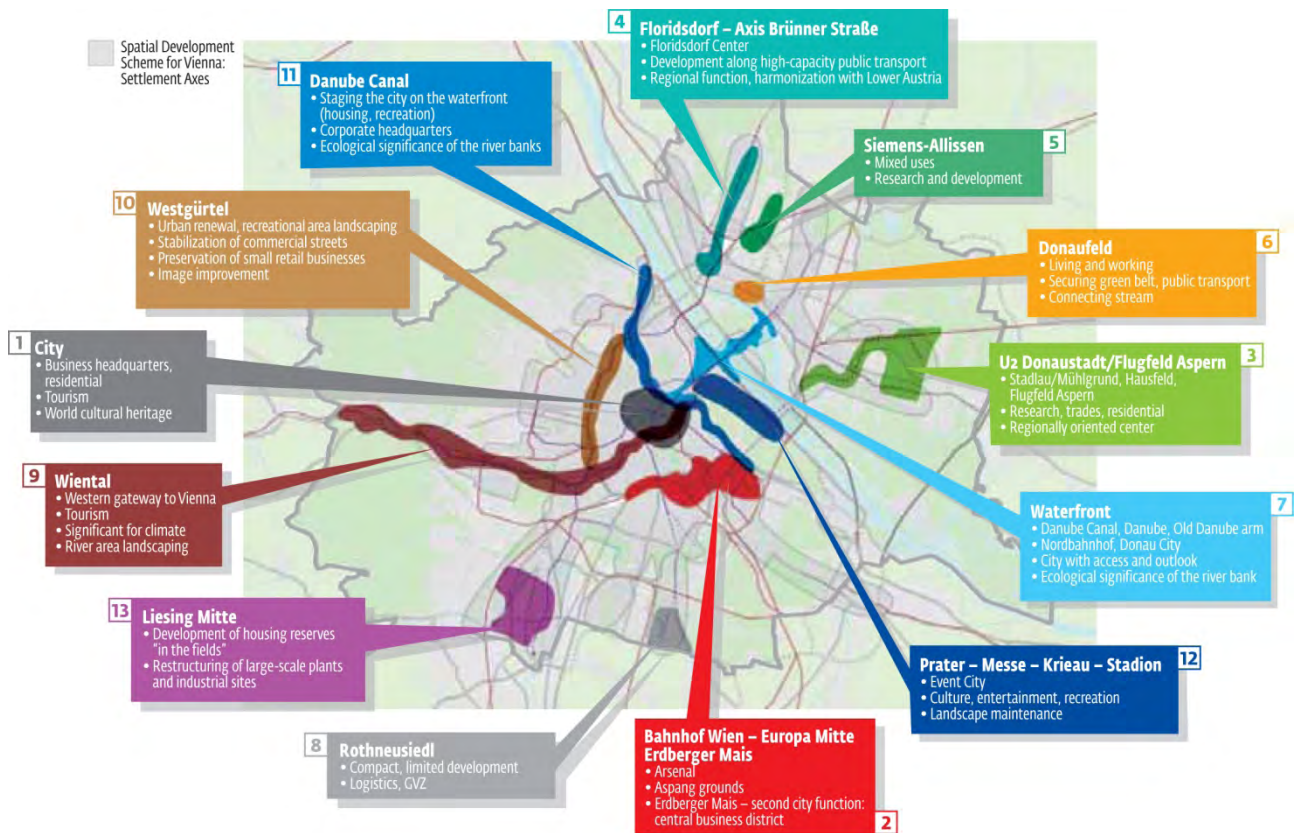 Spatial Development
Scheme for Vienna:
Settlement Axes
4
Floridsdorf – Axis Brünner Straße
• Floridsdorf Center
• Development along high-capacity public transport
• Regional function, harmonization with Lower Austria
11
Danube Canal
• Staging the city on the waterfront
(housing, recreation)
• Corporate headquarters
• Ecological significance of the river banks
5
Siemens-Allissen
• Mixed uses
• Research and development
10
Westgürtel
• Urban renewal, recreational area landscaping
• Stabilization of commercial streets
• Preservation of small retail businesses
• Image improvement
6
Donaufeld
• Living and working
• Securing green belt, public transport
• Connecting stream
1
City
• Business headquarters,
residential
• Tourism
• World cultural heritage
3
U2 Donaustadt/Flugfeld Aspern
• Stadlau/Mühlgrund, Hausfeld,
Flugfeld Aspern
• Research, trades, residential
• Regionally oriented center
9
Wiental
• Western gateway to Vienna
• Tourism
• Significant for climate
• River area landscaping
7
Waterfront
• Danube Canal, Danube, Old Danube arm
• Nordbahnhof, Donau City
• City with access and outlook
• Ecological significance of the river bank
13
Liesing Mitte
• Development of housing reserves
"in the fields"
• Restructuring of large-scale plants
and industrial sites
12
Prater – Messe – Krieau – Stadion
• Event City
• Culture, entertainment, recreation
• Landscape maintenance
8
Rothneusiedl
• Compact, limited development
• Logistics, GVZ
Bahnhof Wien – Europa Mitte
Erdberger Mais
• Arsenal
• Aspang grounds
• Erdberger Mais – second city function:
central business district
2